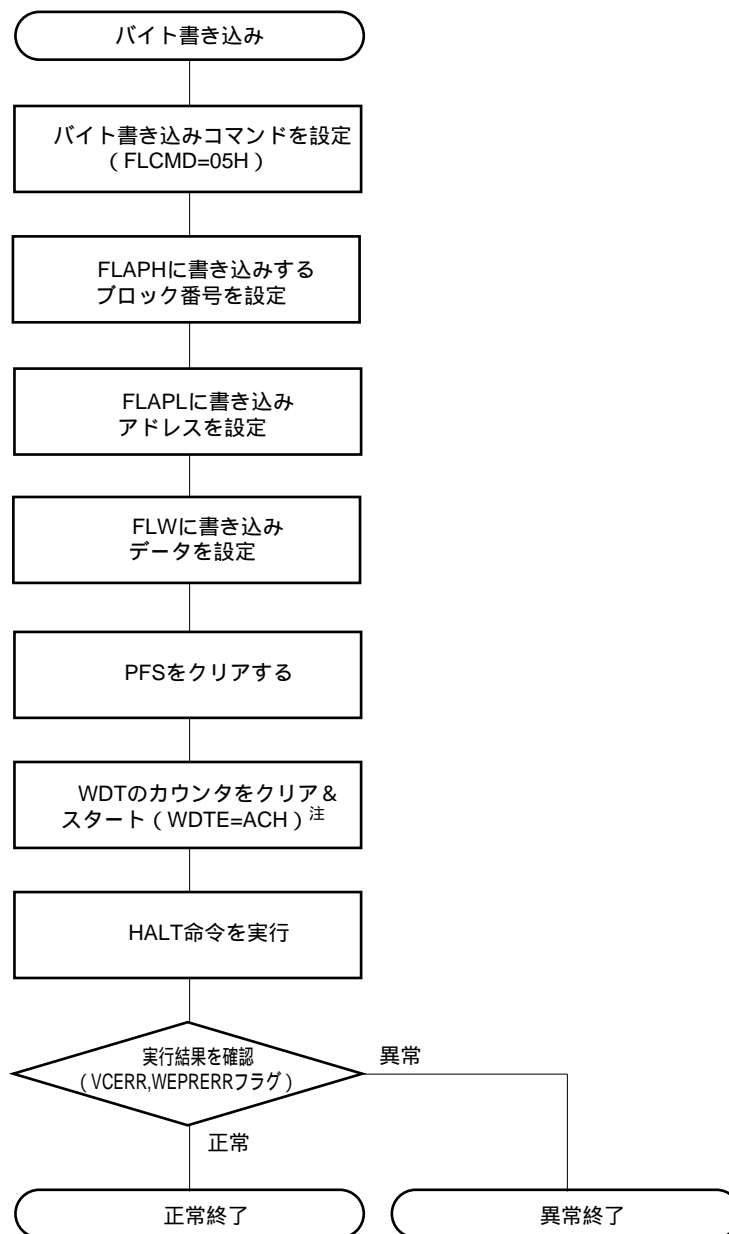 バイト書き込み
バイト書き込みコマンドを設定
（FLCMD=05H）
FLAPHに書き込みする
ブロック番号を設定
FLAPLに書き込み
アドレスを設定
FLWに書き込み
データを設定
PFSをクリアする
WDTのカウンタをクリア＆
スタート（WDTE=ACH）注
HALT命令を実行
実行結果を確認
（VCERR,WEPRERRフラグ）
異常
正常
正常終了
異常終了